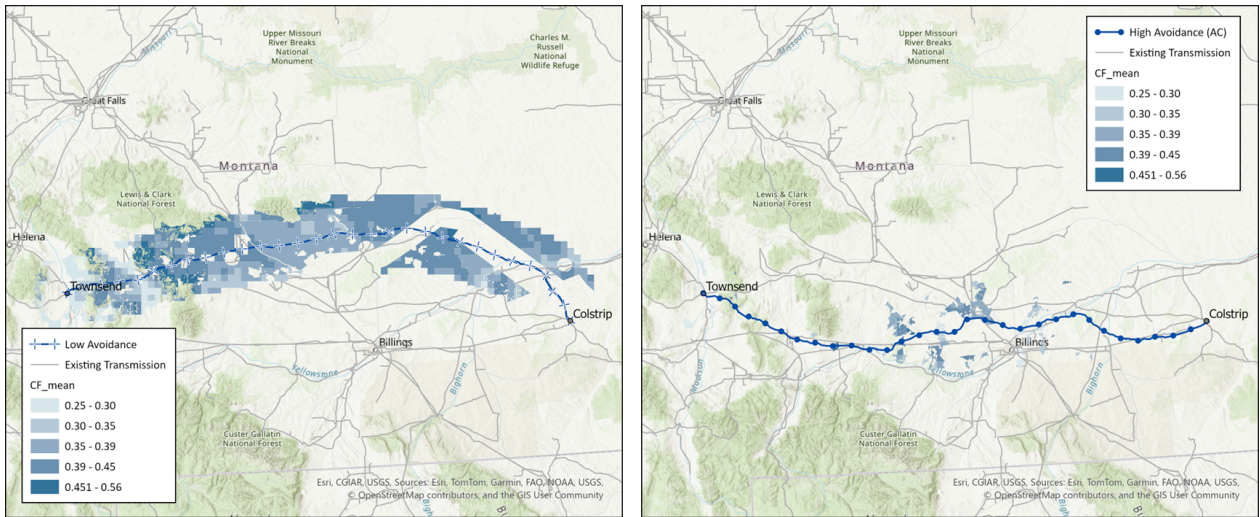 Missouri
Upper Missouri
River Breaks
National
Monument
Charles M.
Russell
National
Wildlife Refuge
Great Falls
Montana
Lewis & Clark
National Forest
Helena
Townsend
Colstrip
Billings
Yellowstone
Bighorn
Custer Gallatin
National Forest
Low Avoidance
Existing Transmission
CF_mean
0.25 - 0.30
0.30 - 0.35
0.35 - 0.39
0.39 - 0.45
0.451 - 0.56
Esri, CGIAR, USGS, Sources: Esri, TomTom, Garmin, FAO, NOAA, USGS,
© OpenStreetMap contributors, and the GIS User Community
Missouri
Upper Missouri
River Breaks
National
Monument
High Avoidance (AC)
Existing Transmission
CF_mean
0.25 - 0.30
0.30 - 0.35
0.35 - 0.39
0.39 - 0.45
0.451 - 0.56
Great Falls
Montana
Lewis & Clark
National Forest
Helena
Townsend
Colstrip
Billings
Madison
Yellowstone
Bighorn
Custer Gallatin
National Forest
Esri, CGIAR, USGS, Sources: Esri, TomTom, Garmin, FAO, NOAA, USGS,
© OpenStreetMap contributors, and the GIS User Community